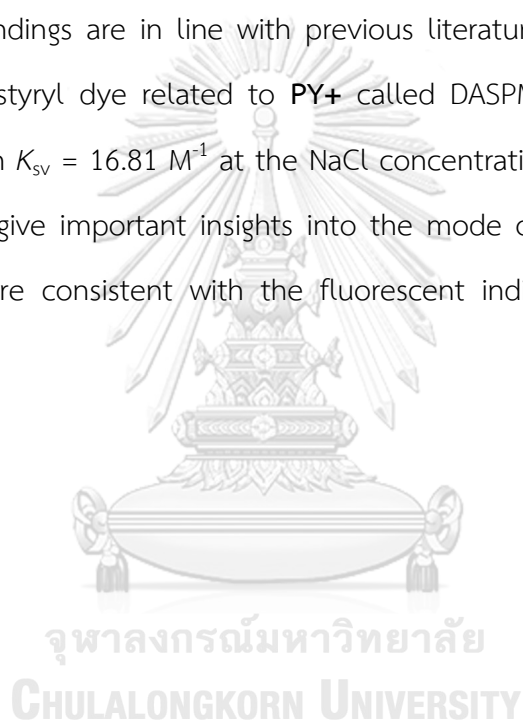 ndings are in line with previous literatur
styryl dye related to PY+ called DASPM
K_sv = 16.81 M^-1 at the NaCl concentrati
give important insights into the mode
re consistent with the fluorescent ind
จุฬาลงกรณ์มหาวิทยาลัย
CHULALONGKORN UNIVERSITY